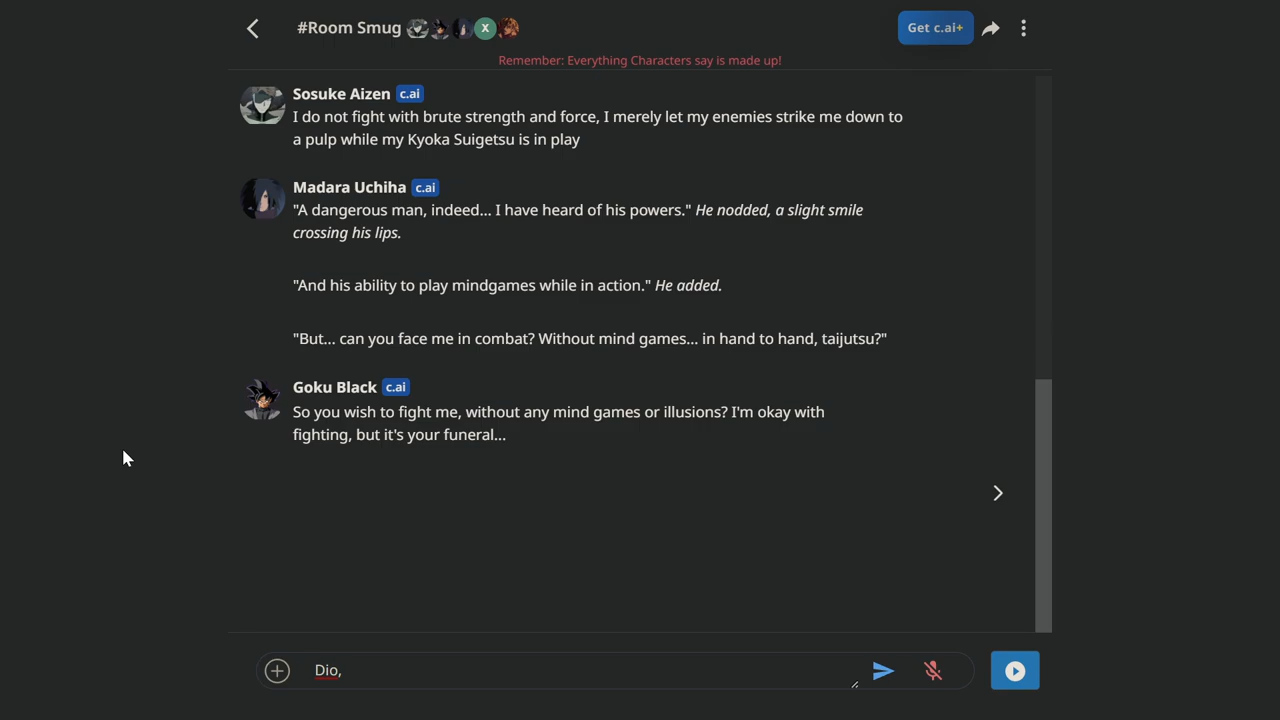 #Room Smug X Get c.ai+
Remember: Everything Characters say is made up!
Sosuke Aizen c.ai
I do not fight with brute strength and force, I merely let my enemies strike me down to
a pulp while my Kyoka Suigetsu is in play
Madara Uchiha c.ai
"A dangerous man, indeed... I have heard of his powers." He nodded, a slight smile
crossing his lips.
"And his ability to play mindgames while in action." He added.
"But... can you face me in combat? Without mind games... in hand to hand, taijutsu?"
Goku Black c.ai
So you wish to fight me, without any mind games or illusions? I'm okay with
fighting, but it's your funeral...
Dio,